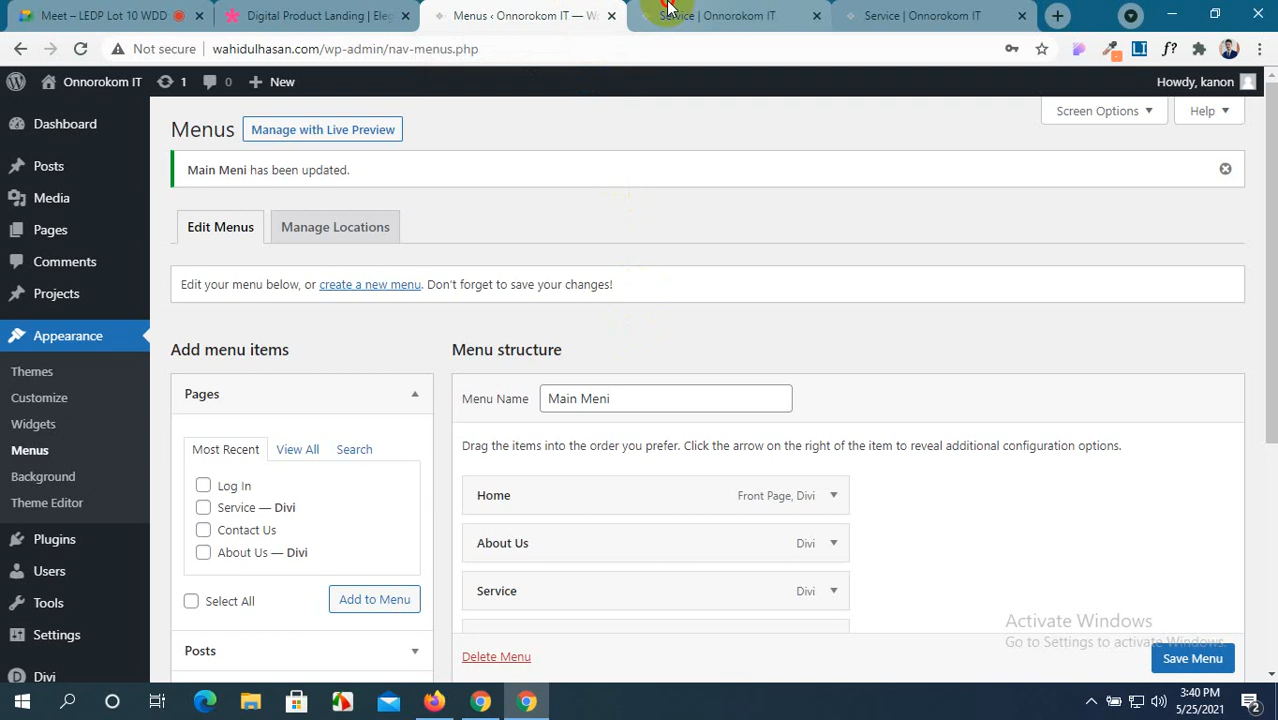 Meet – LEDP Lot 10 WDD
Digital Product Landing | Eleg
Menus ‹ Onnorokom IT — Wo
Service | Onnorokom IT
Service | Onnorokom IT
Not secure
wahidulhasan.com/wp-admin/nav-menus.php
Onnorokom IT
1
0
New
Howdy, kanon
Dashboard
Posts
Media
Pages
Comments
Projects
Appearance
Themes
Customize
Widgets
Menus
Background
Theme Editor
Plugins
Users
Tools
Settings
Divi
Screen Options
Help
Menus
Manage with Live Preview
Main Meni has been updated.
Edit Menus
Manage Locations
Edit your menu below, or create a new menu. Don't forget to save your changes!
Add menu items
Pages
Most Recent
View All
Search
Log In
Service — Divi
Contact Us
About Us — Divi
Select All
Add to Menu
Posts
Menu structure
Menu Name
Main Meni
Drag the items into the order you prefer. Click the arrow on the right of the item to reveal additional configuration options.
Home
Front Page, Divi
About Us
Divi
Service
Divi
Delete Menu
Save Menu
Activate Windows
Go to Settings to activate Windows.
3:40 PM
5/25/2021
2